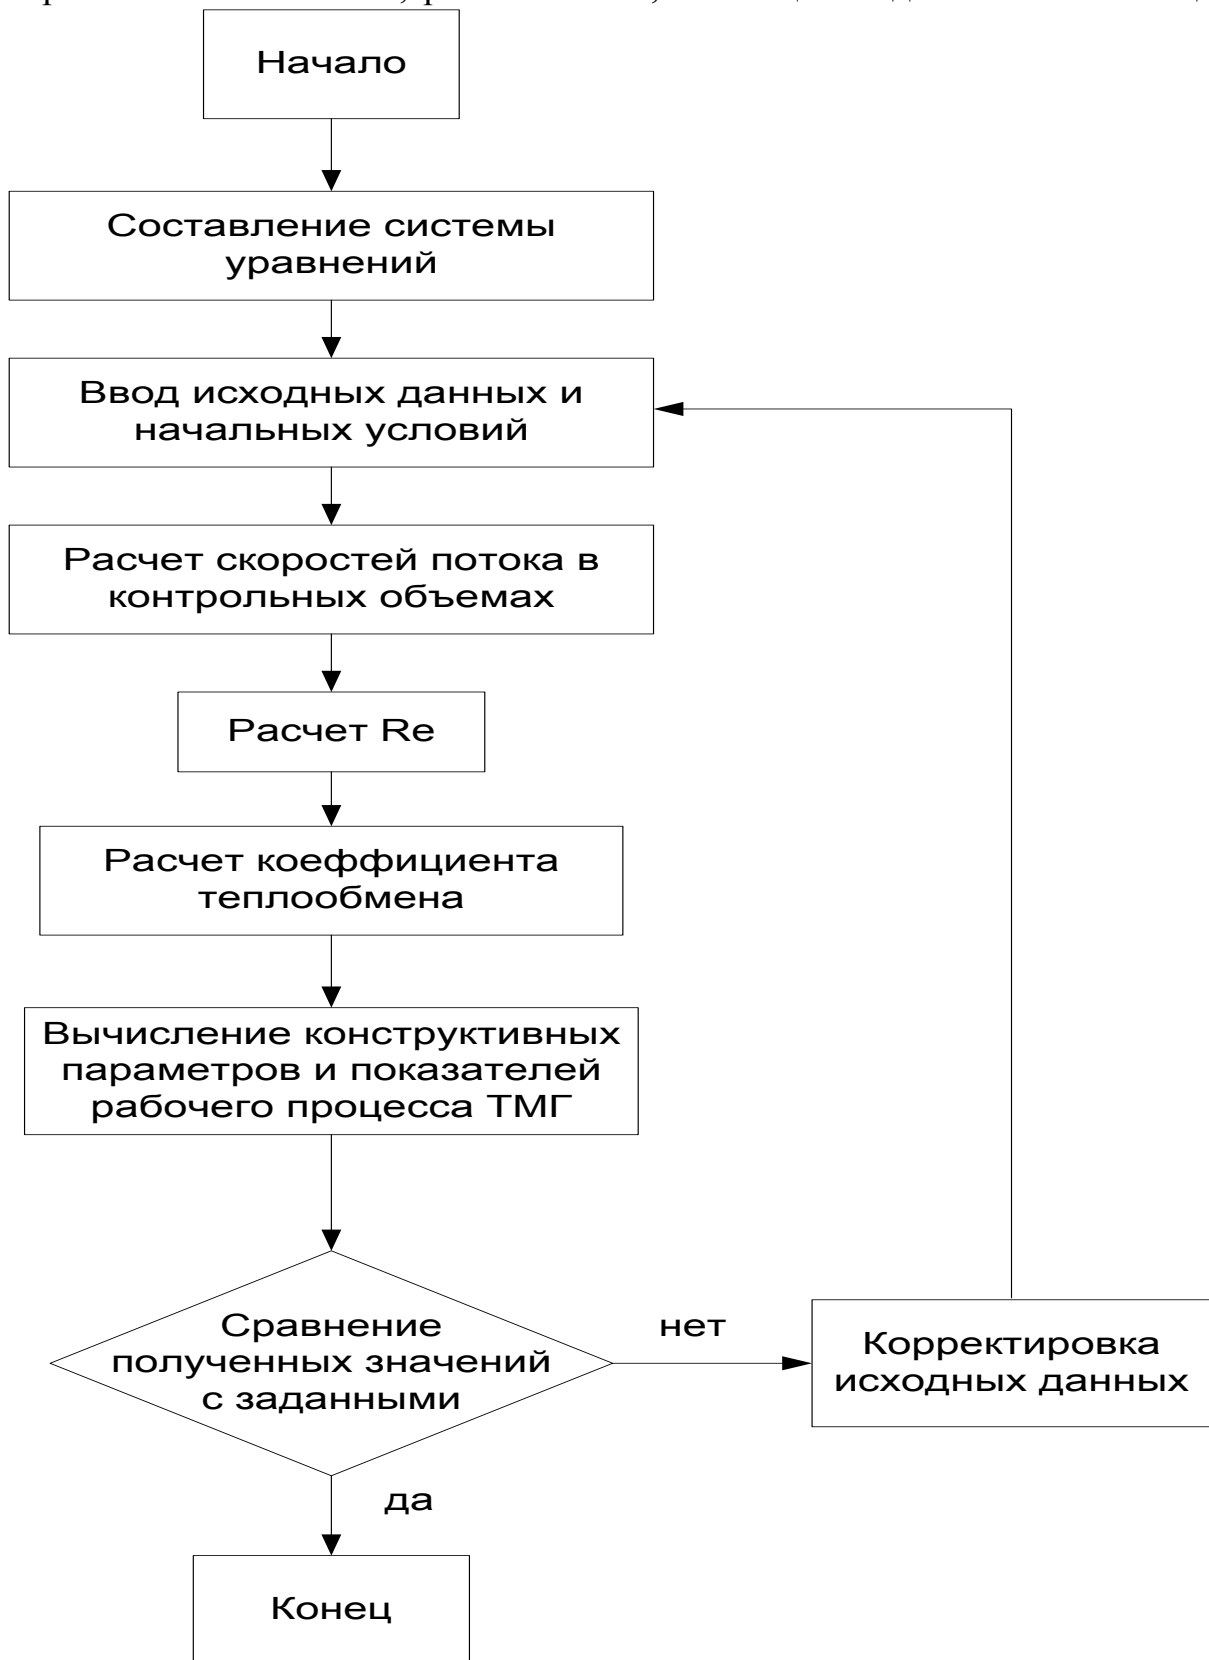 Начало
Составление системы
уравнений
Ввод исходных данных и
начальных условий
Расчет скоростей потока в
контрольных объемах
Расчет Re
Расчет коеффициента
теплообмена
Вычисление конструктивных
параметров и показателей
рабочего процесса ТМГ
Сравнение
полученных значений
с заданными
нет
Корректировка
исходных данных
да
Конец